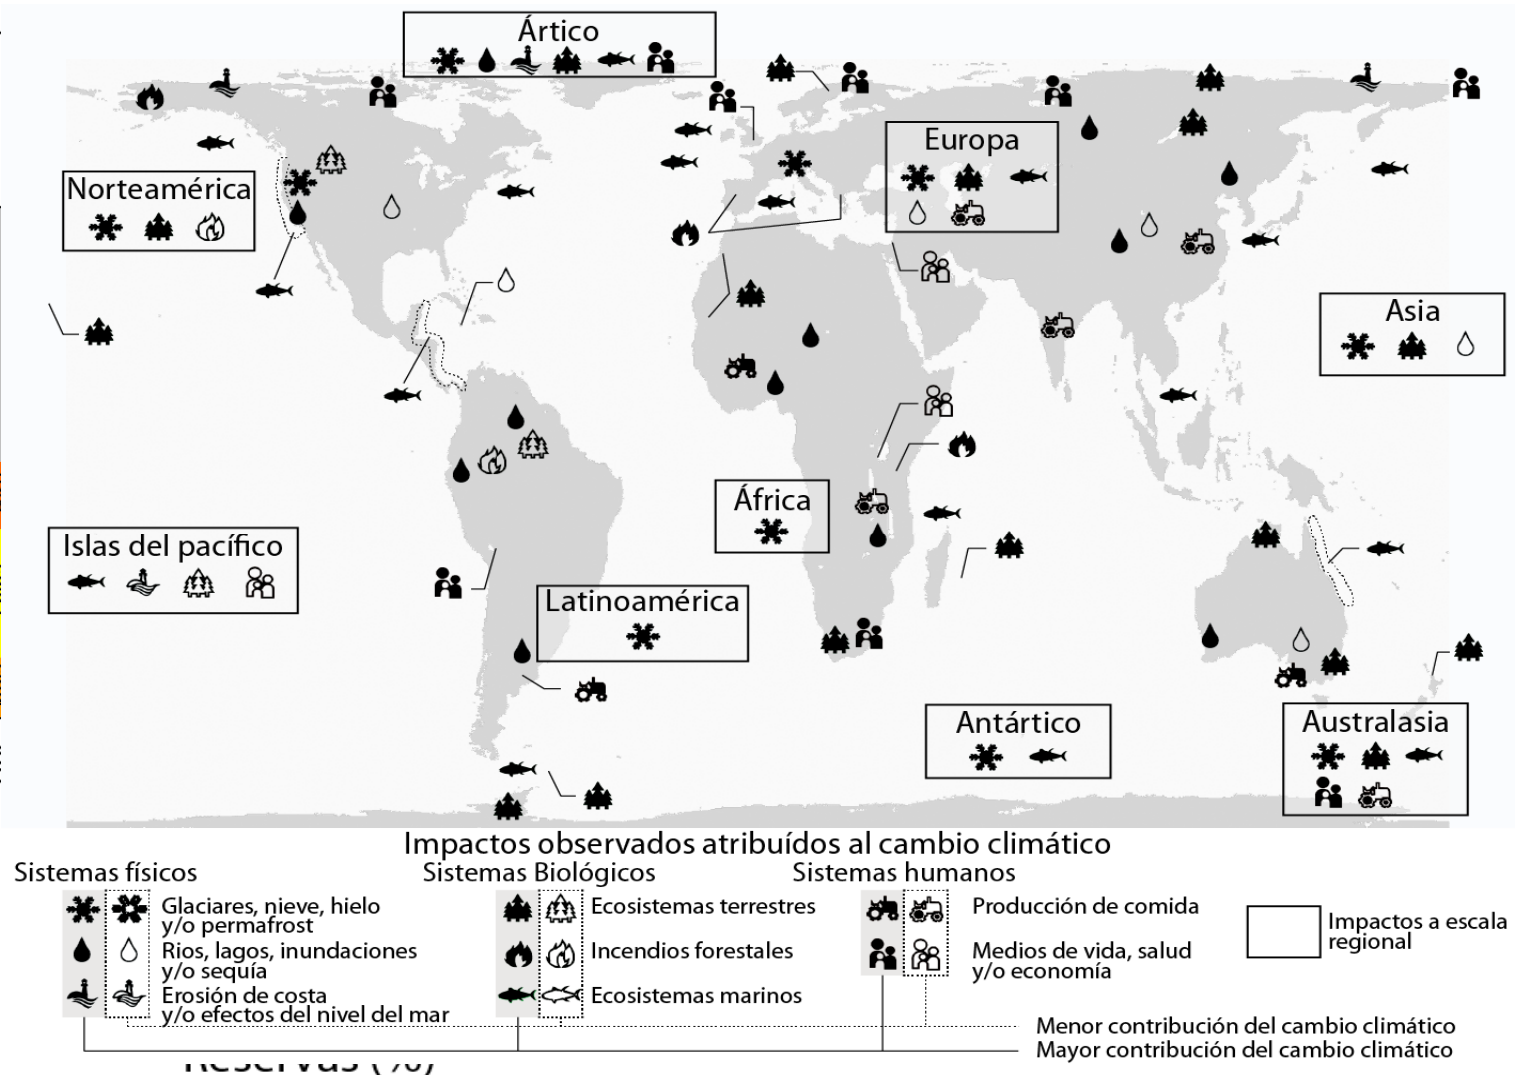 Ártico
Norteamérica
Europa
Asia
África
Islas del pacífico
Latinoamérica
Antártico
Australasia
Impactos observados atribuídos al cambio climático
Sistemas físicos
Sistemas Biológicos
Sistemas humanos
Glaciares, nieve, hielo
y/o permafrost
Rios, lagos, inundaciones
y/o sequía
Erosión de costa
y/o efectos del nivel del mar
Ecosistemas terrestres
Incendios forestales
Ecosistemas marinos
Producción de comida
Medios de vida, salud
y/o economía
Impactos a escala
regional
Menor contribución del cambio climático
Mayor contribución del cambio climático
Reservas (%)